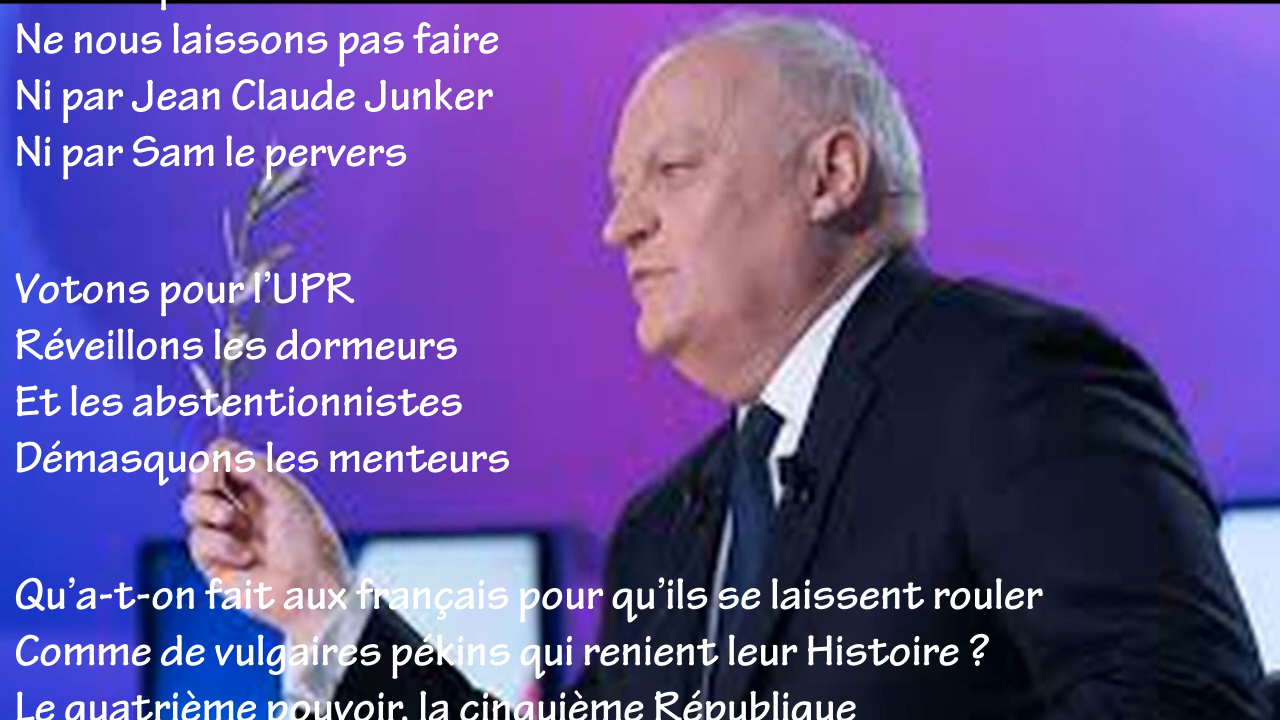 Ne nous laissons pas faire
Ni par Jean Claude Junker
Ni par Sam le pervers
Votons pour l’UPR
Réveillons les dormeurs
Et les abstentionnistes
Démasquons les menteurs
Qu’a-t-on fait aux français pour qu’ils se laissent rouler
Comme de vulgaires pékins qui renient leur Histoire ?
Le quatrième pouvoir, la cinquième République